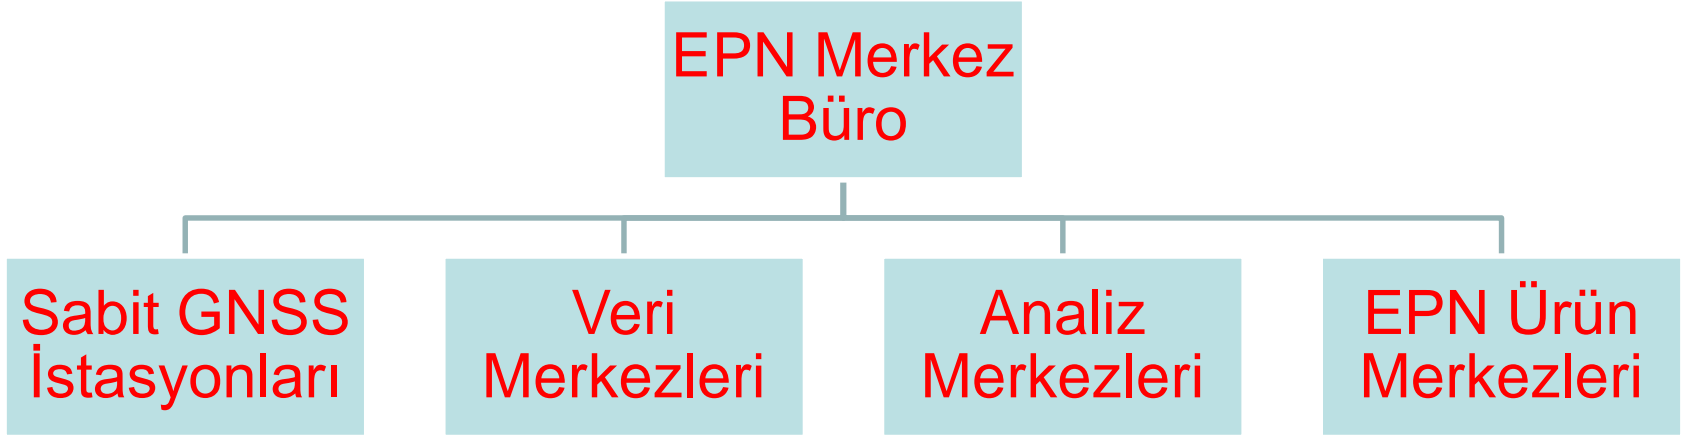 EPN Merkez
Büro
Sabit GNSS
İstasyonları
Veri
Merkezleri
Analiz
Merkezleri
EPN Ürün
Merkezleri